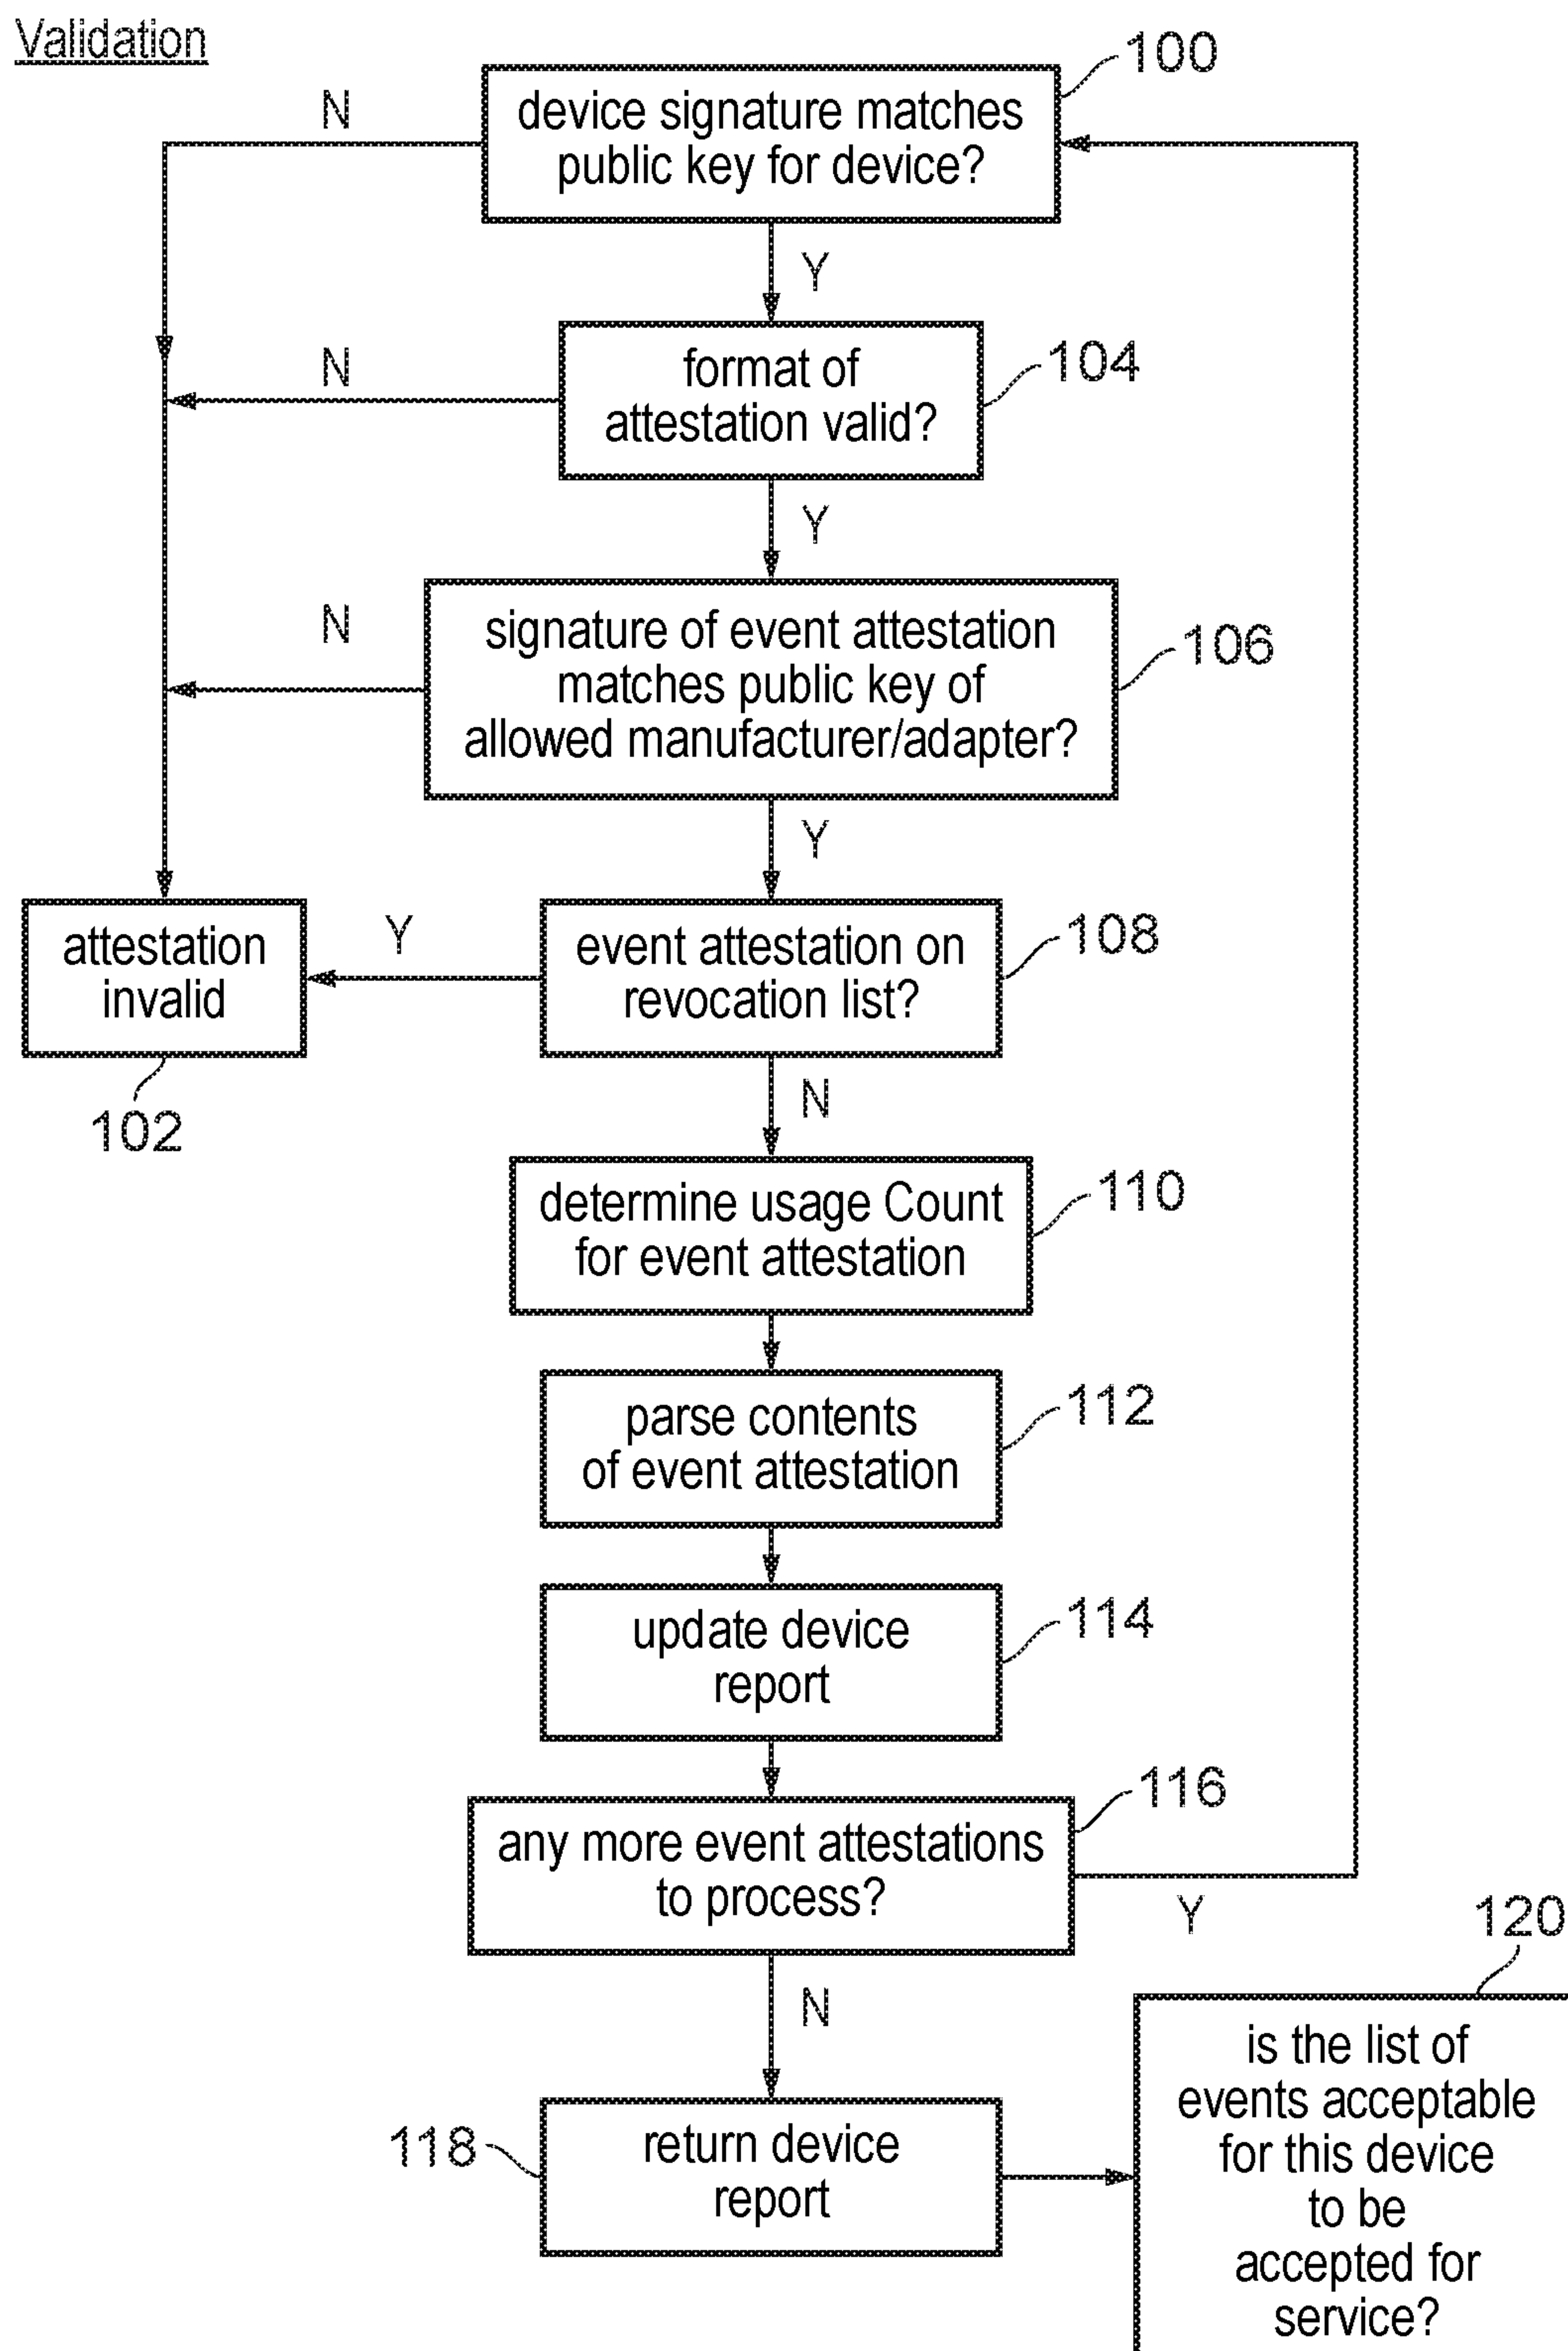 Validation
100
N
device signature matches
public key for device?
Y
104
N
format of
attestation valid?
Y
N
106
signature of event attestation
matches public key of
allowed manufacturer/adapter?
Y
attestation
invalid
102
Y
108
event attestation on
revocation list?
N
110
determine usage Count
for event attestation
112
parse contents
of event attestation
114
update device
report
116
any more event attestations
to process?
Y
N
118
return device
report
120
is the list of
events acceptable
for this device
to be
accepted for
service?